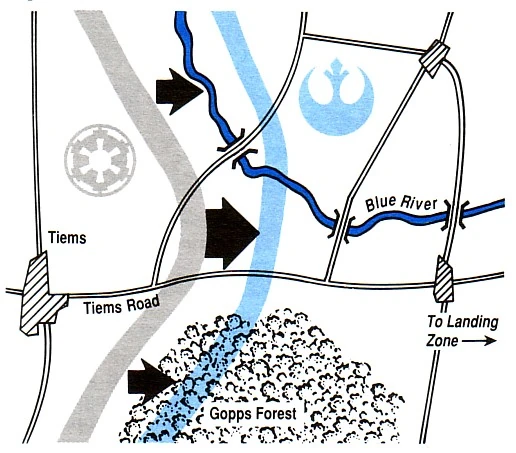 Blue River
Tiems
Tiems Road
To Landing
Zone
Gopps Forest